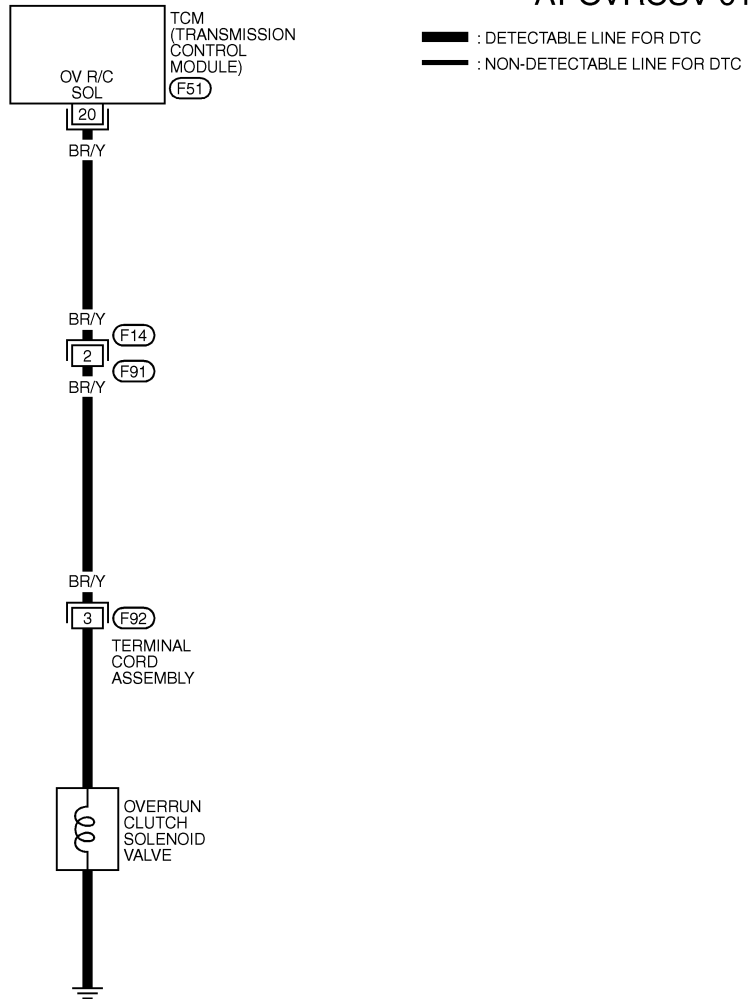 TCM
(TRANSMISSION
CONTROL
MODULE)
F51
OV R/C
SOL
20
: DETECTABLE LINE FOR DTC
: NON-DETECTABLE LINE FOR DTC
BR/Y
BR/Y
F14
2
F91
BR/Y
BR/Y
3
F92
TERMINAL
CORD
ASSEMBLY
OVERRUN
CLUTCH
SOLENOID
VALVE